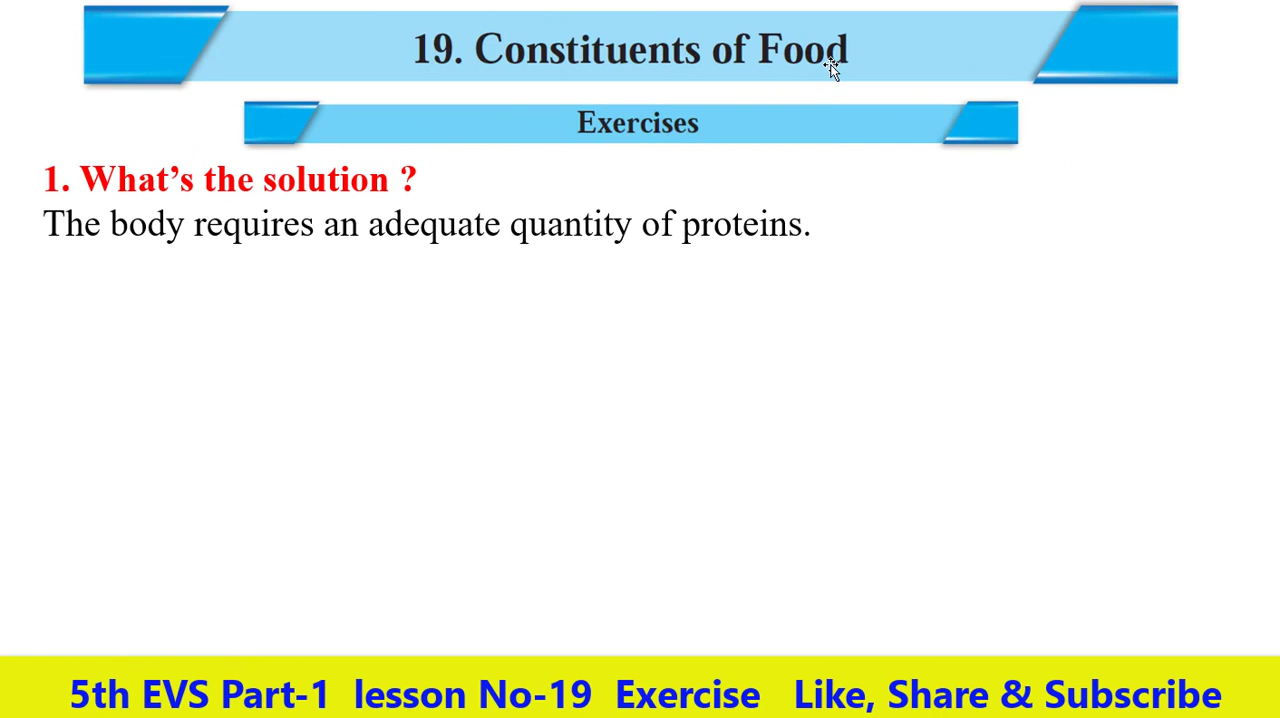 19. Constituents of Food
Exercises
1. What’s the solution ?
The body requires an adequate quantity of proteins.
5th EVS Part-1 lesson No-19 Exercise Like, Share & Subscribe